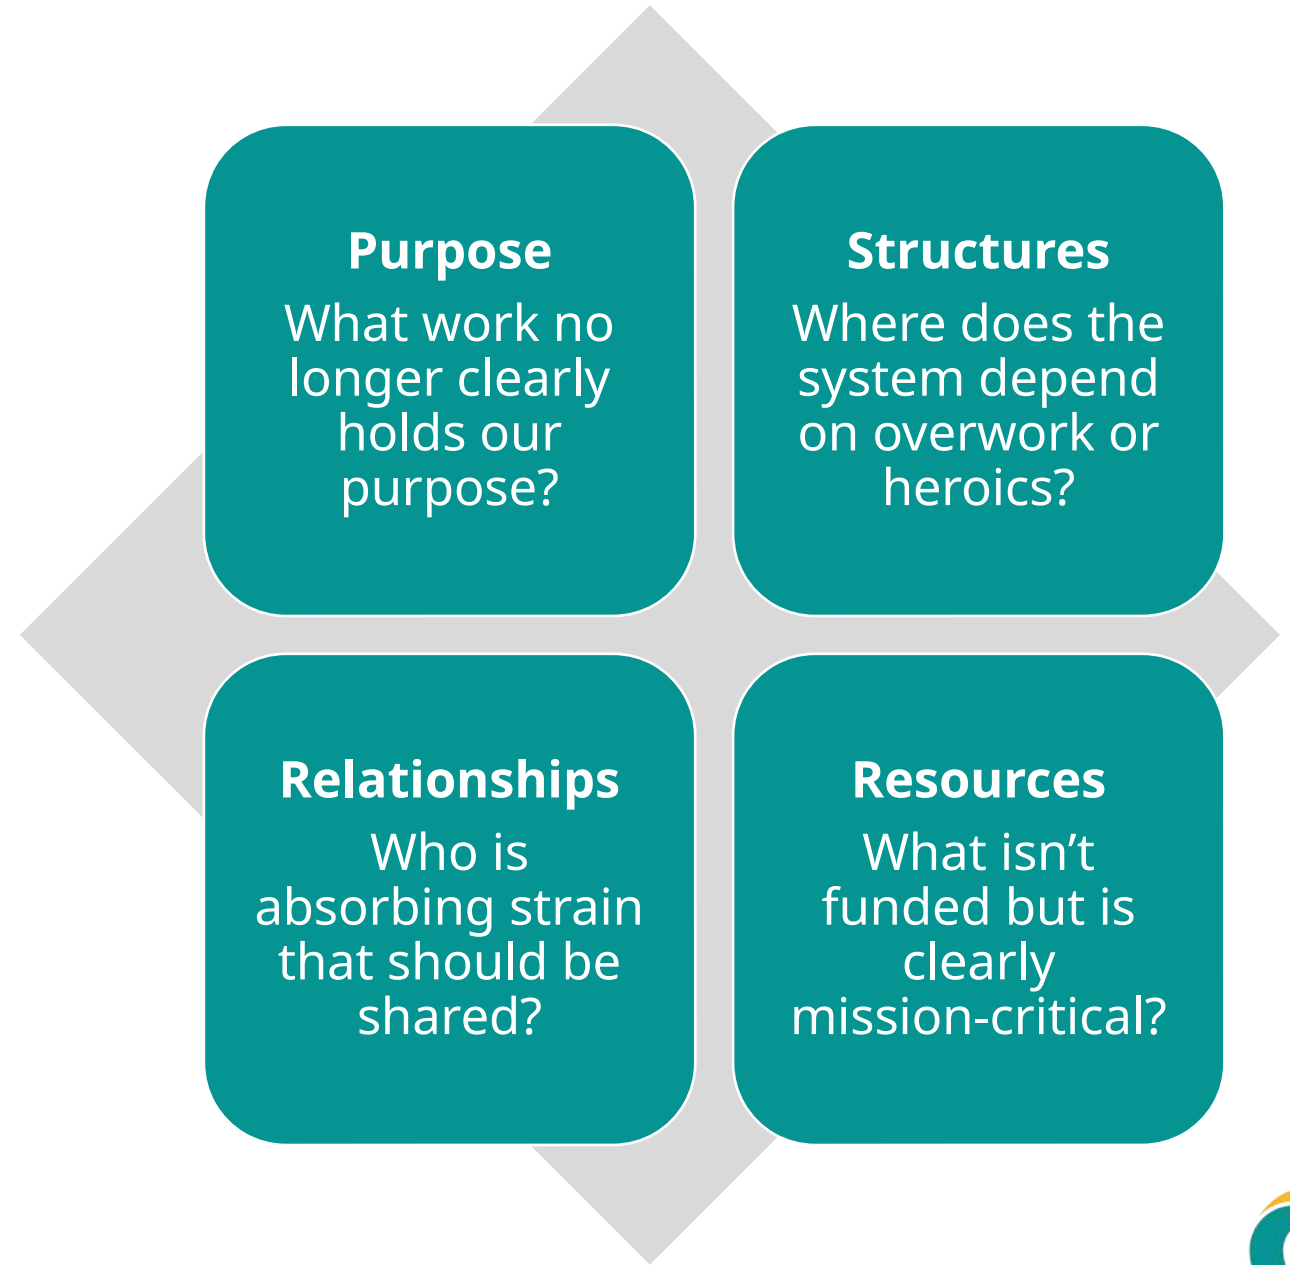 Purpose
What work no
longer clearly
holds our
purpose?
Structures
Where does the
system depend
on overwork or
heroics?
Relationships
Who is
absorbing strain
that should be
shared?
Resources
What isn’t
funded but is
clearly
mission-critical?